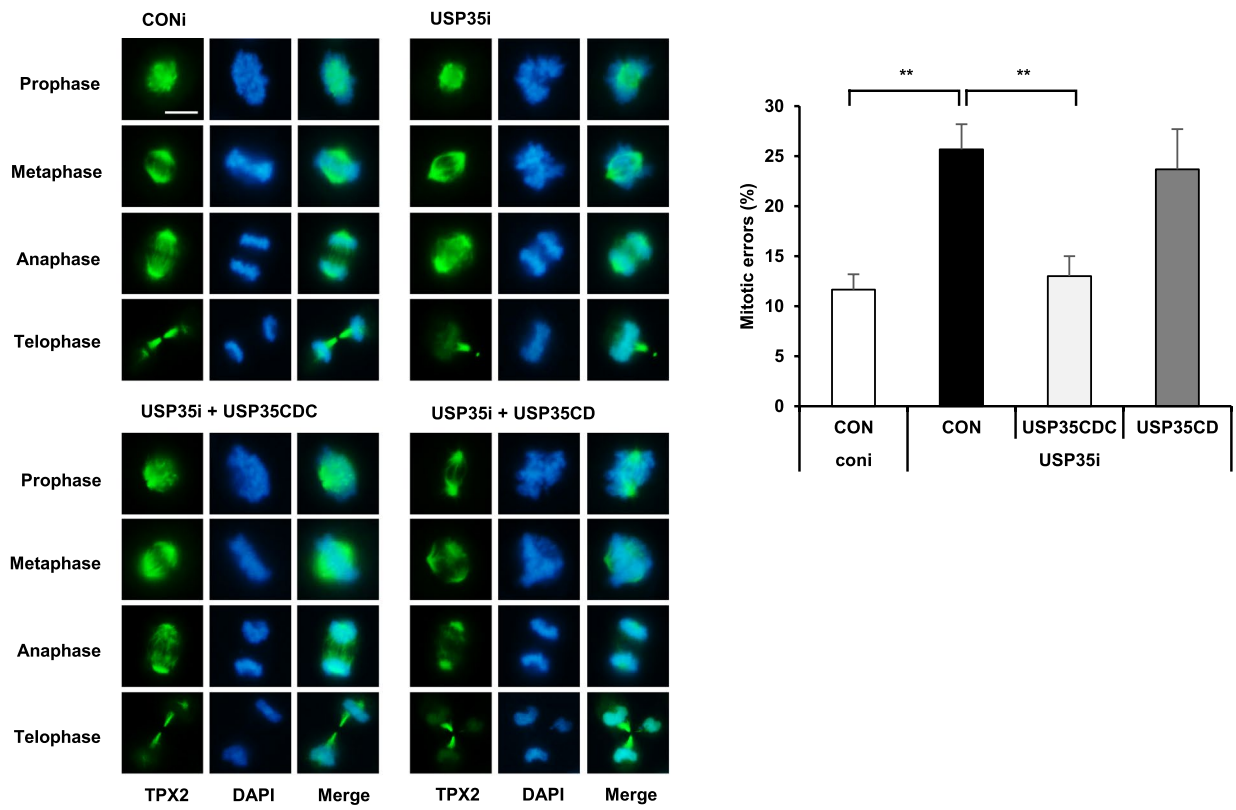 CONi
USP35i
Prophase
Metaphase
Anaphase
Telophase
USP35i + USP35CDC
USP35i + USP35CD
Prophase
Metaphase
Anaphase
Telophase
TPX2 DAPI Merge TPX2 DAPI Merge
** **
Mitotic errors (%)
30
25
20
15
10
5
0
CON CON USP35CDC USP35CD
coni USP35i